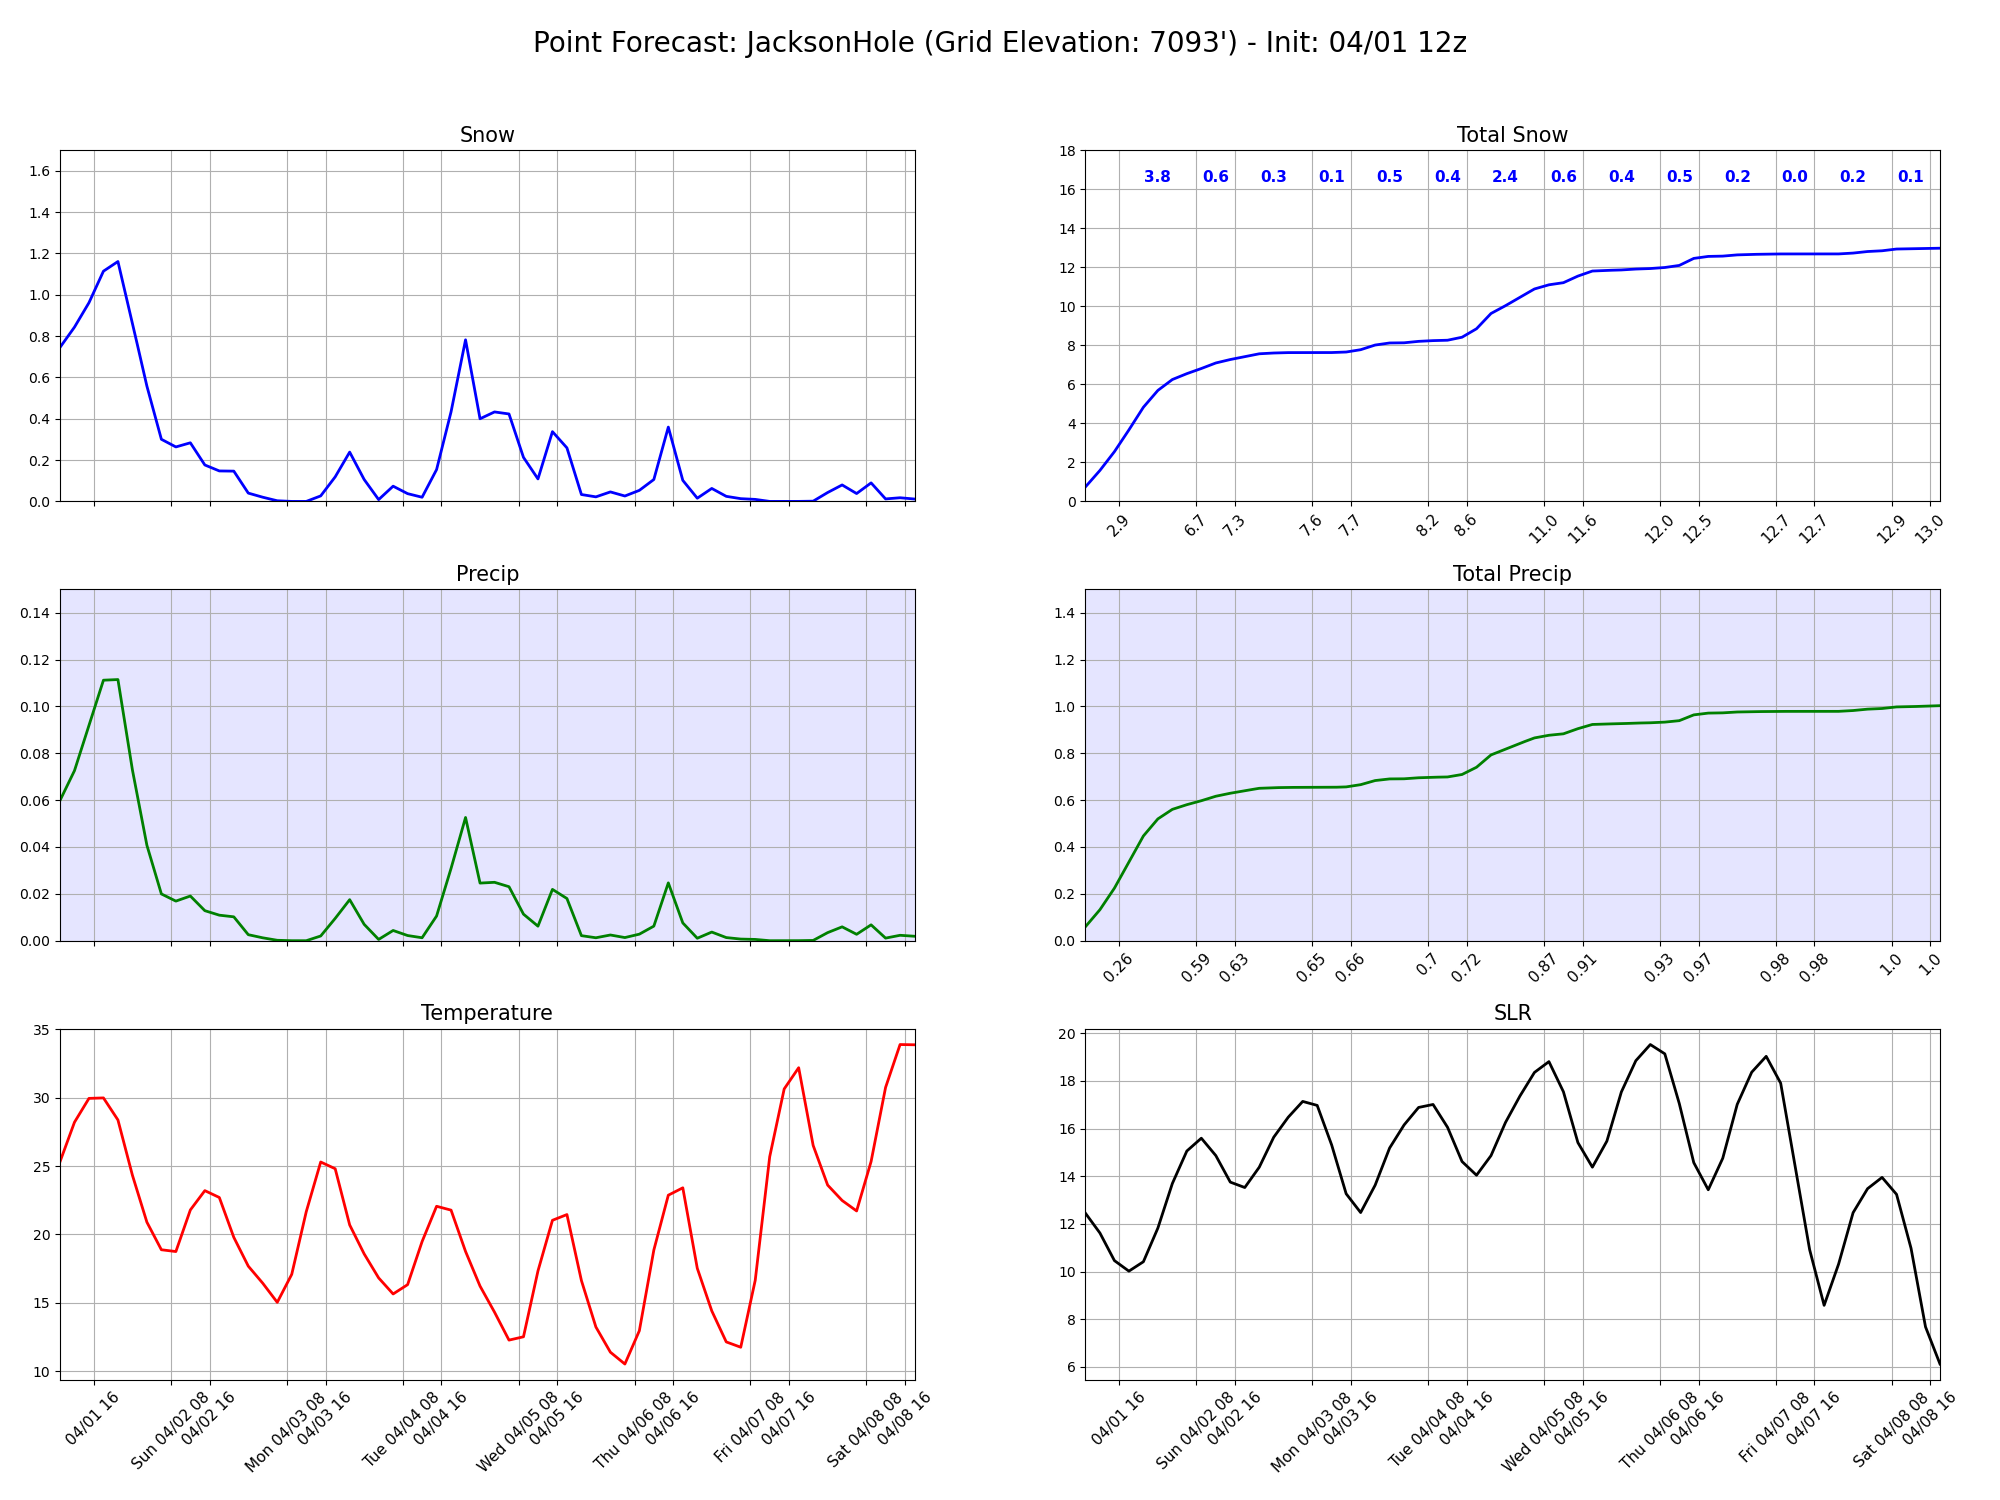 Point Forecast: JacksonHole (Grid Elevation: 7093') - Init: 04/01 12z
Snow
1.6
1.4
1.2
1.0
0.8
0.6
0.4
0.2
0.0
Total Snow
18
16
14
12
10
8
6
4
2
0
3.8 0.6 0.3 0.1 0.5 0.4 2.4 0.6 0.4 0.5 0.2 0.0 0.2 0.1
2.9 6.7 7.3 7.6 7.7 8.2 8.6 11.0 11.6 12.0 12.5 12.7 12.7 12.9 13.0
Precip
0.14
0.12
0.10
0.08
0.06
0.04
0.02
0.00
Total Precip
1.4
1.2
1.0
0.8
0.6
0.4
0.2
0.0
0.26 0.59 0.63 0.65 0.66 0.7 0.72 0.87 0.91 0.93 0.97 0.98 0.98 1.0 1.0
Temperature
35
30
25
20
15
10
04/01 16
Sun 04/02 08
04/02 16
Mon 04/03 08
04/03 16
Tue 04/04 08
04/04 16
Wed 04/05 08
04/05 16
Thu 04/06 08
04/06 16
Fri 04/07 08
04/07 16
Sat 04/08 08
04/08 16
SLR
20
18
16
14
12
10
8
6
04/01 16
Sun 04/02 08
04/02 16
Mon 04/03 08
04/03 16
Tue 04/04 08
04/04 16
Wed 04/05 08
04/05 16
Thu 04/06 08
04/06 16
Fri 04/07 08
04/07 16
Sat 04/08 08
04/08 16